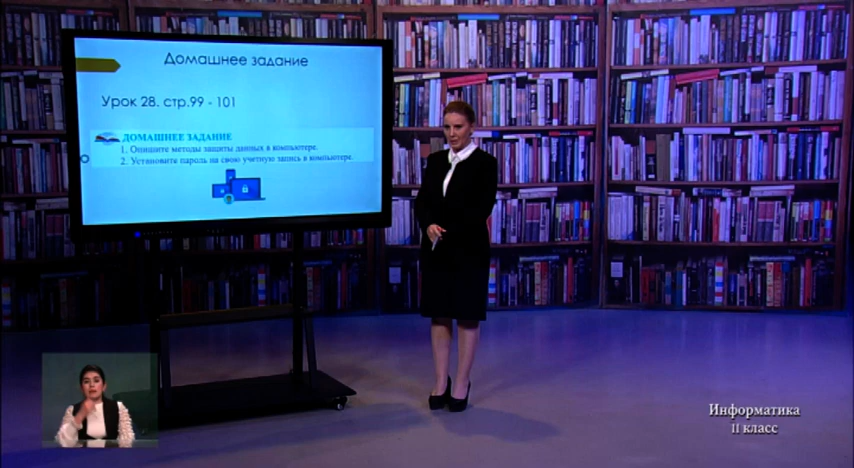 Домашнее задание
Урок 28. стр.99 - 101
ДОМАШНЕЕ ЗАДАНИЕ
1. Опишите методы защиты данных в компьютере.
2. Установите пароль на свою учетную запись в компьютере.
Информатика
11 класс